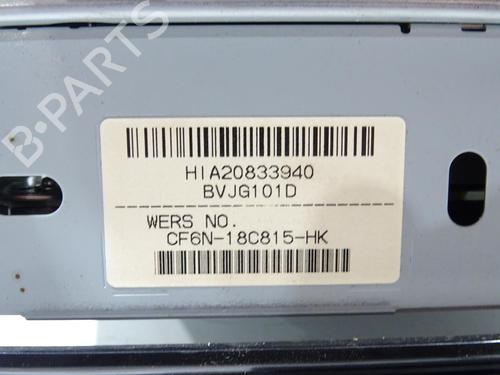 B-PARTS
HIA20833940
BVJG101D
WERS NO.
CF6N-18C815-HK